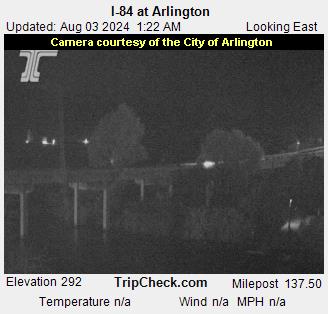 I-84 at Arlington
Updated: Aug 03 2024 1:22 AM Looking East
Camera courtesy of the City of Arlington
Elevation 292 TripCheck.com Milepost 137.50
Temperature n/a Wind n/a MPH n/a